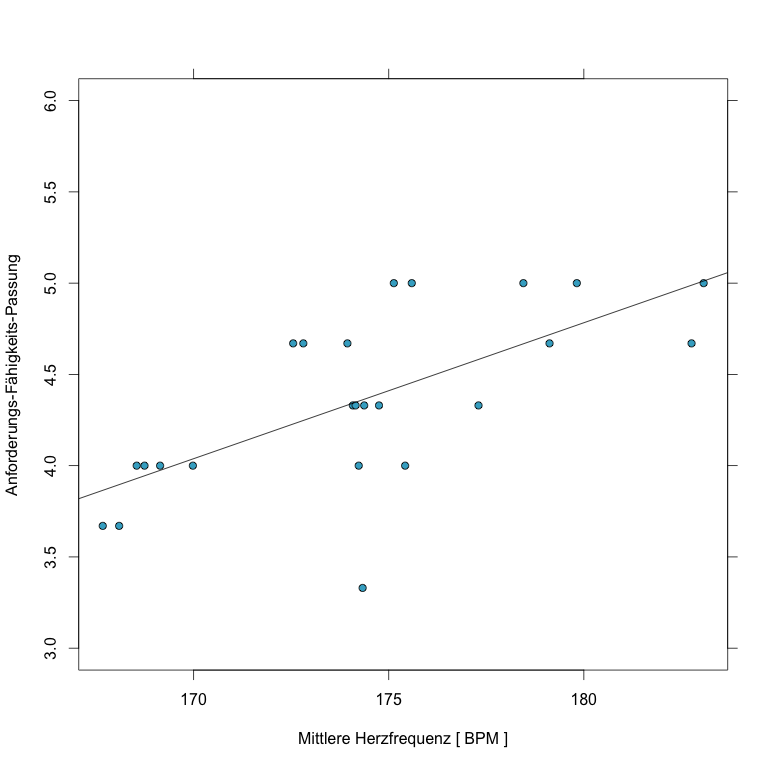 6.0
5.5
5.0
4.5
4.0
3.5
3.0
Anforderungs-Fähigkeits-Passung
170 175 180
Mittlere Herzfrequenz [ BPM ]